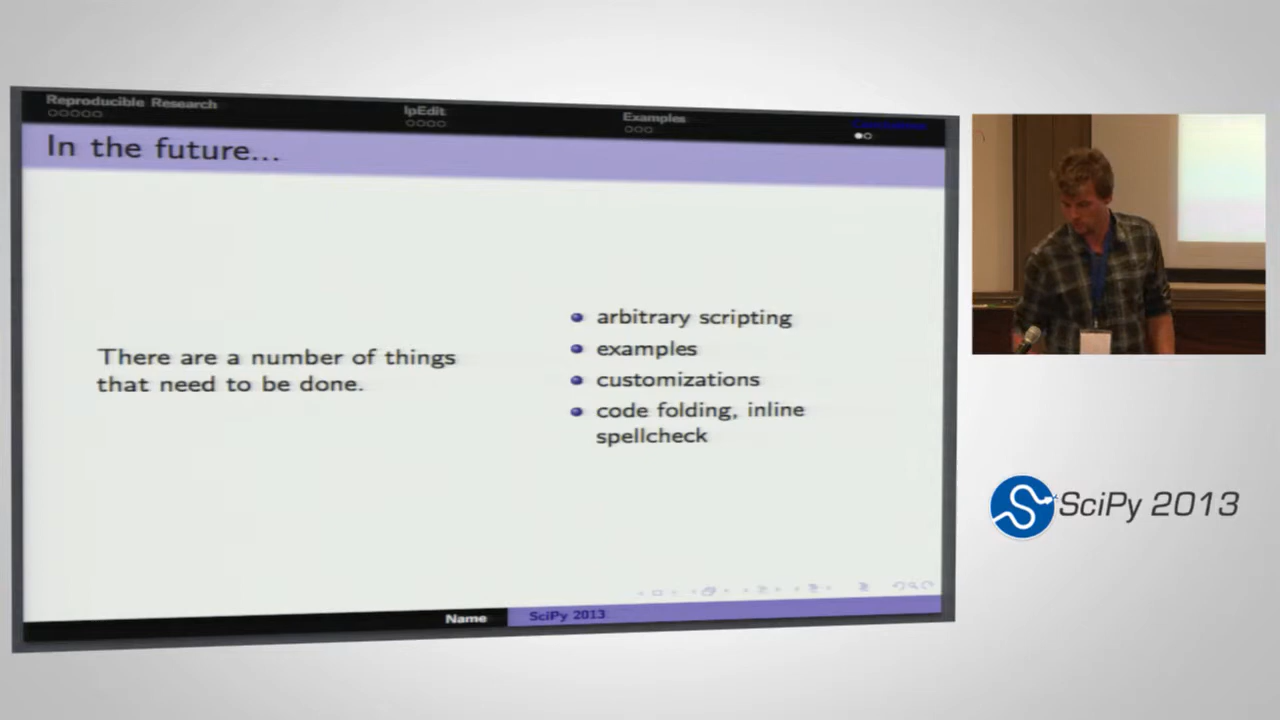 Reproducible Research
IpEdit
Examples
In the future...
There are a number of things
that need to be done.
arbitrary scripting
examples
customizations
code folding, inline
spellcheck
Name
SciPy 2013
SciPy 2013